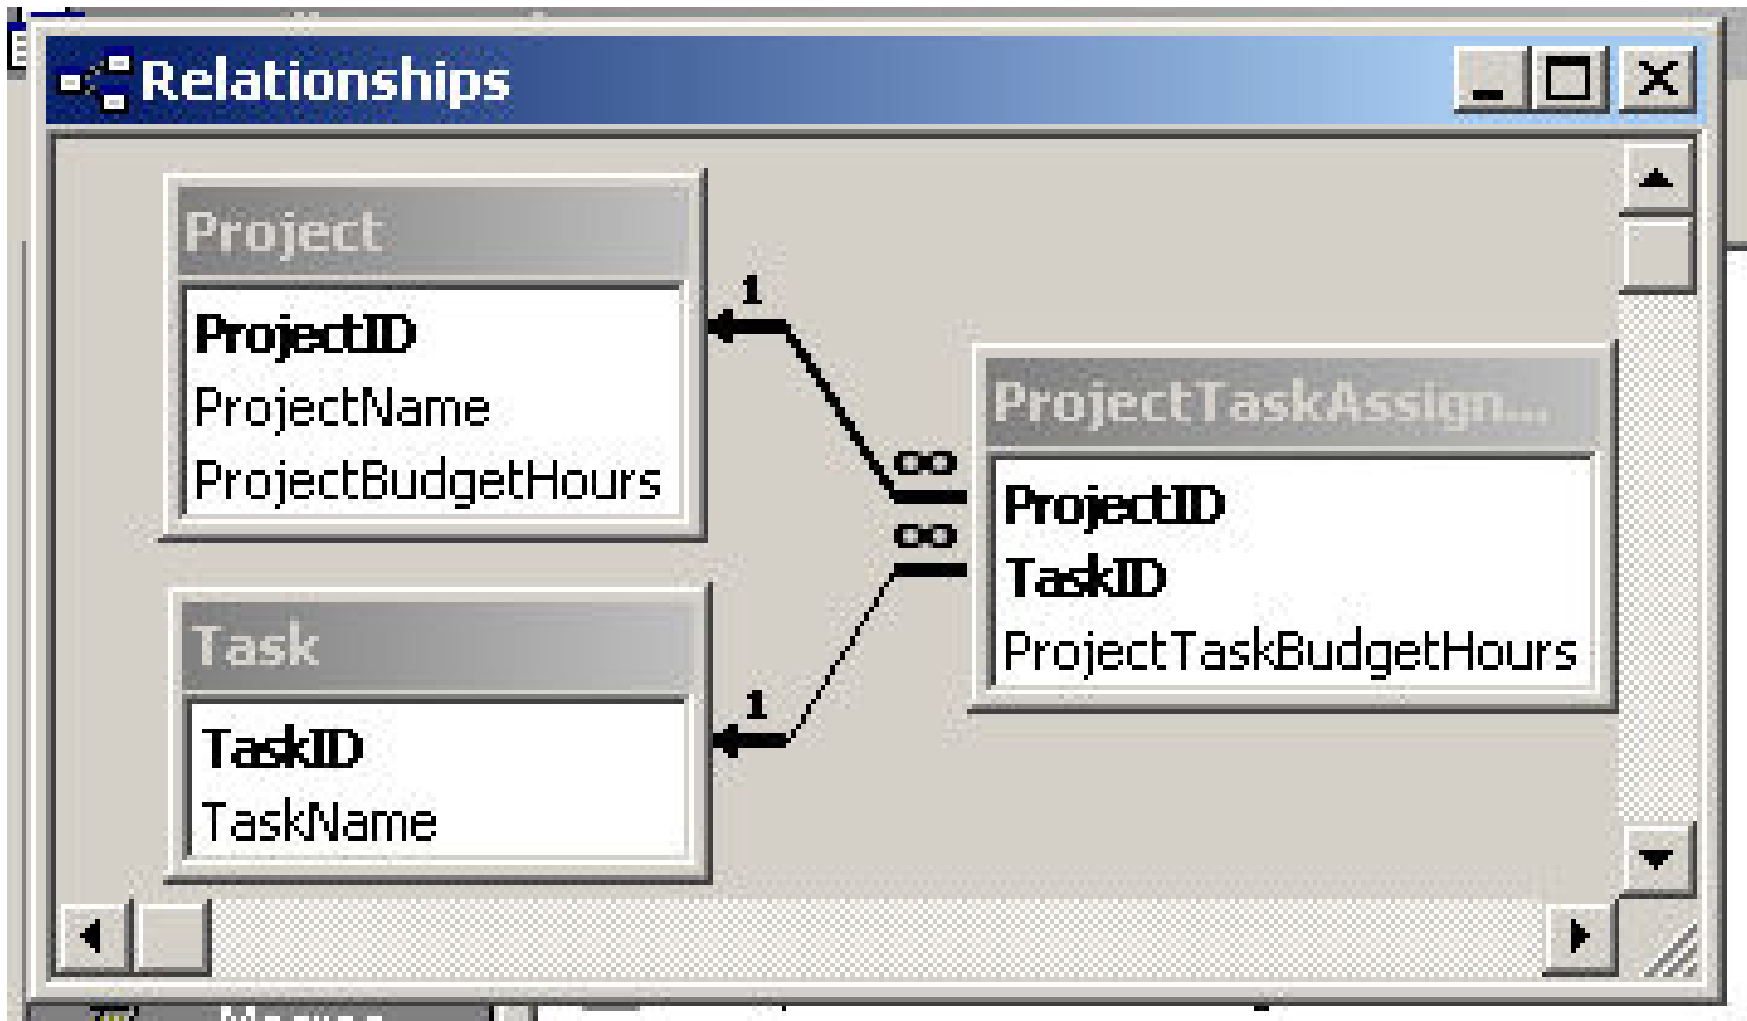 Relationships
Project
1
ProjectID
ProjectName
ProjectBudgetHours
ProjectTaskAssign...
∞
∞
ProjectID
TaskID
ProjectTaskBudgetHours
Task
1
TaskID
TaskName